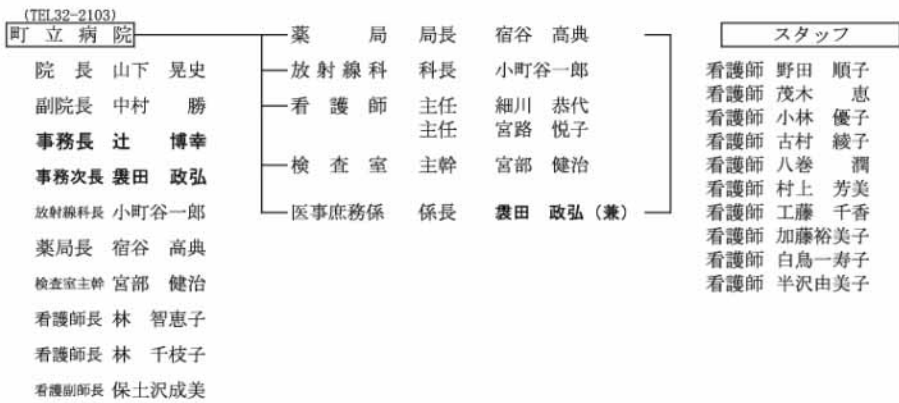 (TEL32-2103)
町立病院
院長 山下 晃史
副院長 中村 勝
事務長 辻 博幸
事務次長 袰田 政弘
放射線科長 小町谷一郎
薬局長 宿谷 高典
検査室主幹 宮部 健治
看護師長 林 智恵子
看護師長 林 千枝子
看護副師長 保土沢成美
薬局 局長 宿谷 高典
放射線科 科長 小町谷一郎
看護師 主任 細川 恭代
主任 宮路 悦子
検査室 主幹 宮部 健治
医事庶務係 係長 袰田 政弘（兼）
スタッフ
看護師 野田 順子
看護師 茂木 恵
看護師 小林 優子
看護師 古村 綾子
看護師 八巻 潤
看護師 村上 芳美
看護師 工藤 千香
看護師 加藤裕美子
看護師 白鳥一寿子
看護師 半沢由美子